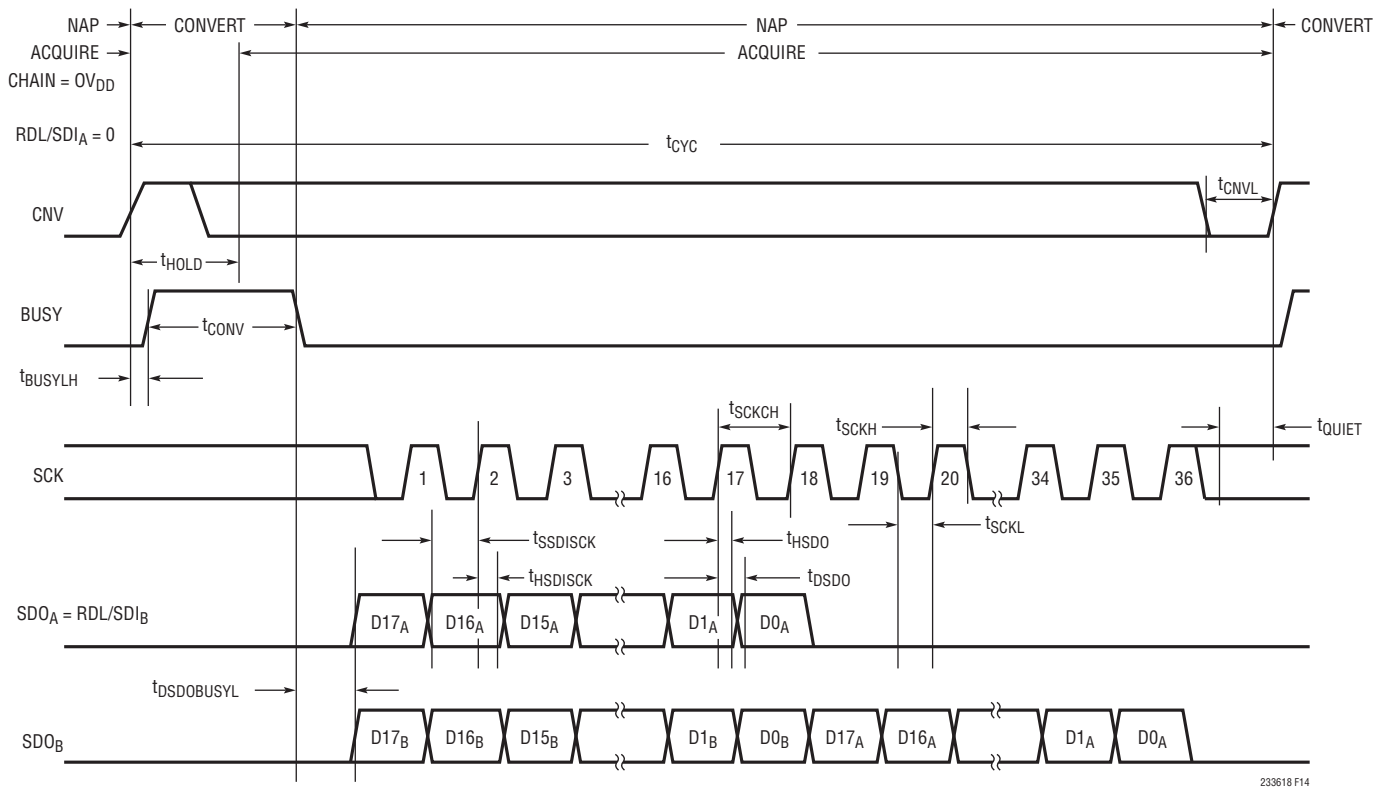 NAP CONVERT NAP CONVERT
ACQUIRE ACQUIRE
CHAIN = OVDD
RDL/SDIA = 0
tCYC
tCNVL
CNV
tHOLD
BUSY
tCONV
tBUSYLH
tSCKCH
tSCKH
tQUIET
SCK 1 2 3 16 17 18 19 20 34 35 36
tSSDISCK tHSDO tSCKL
tHSDISCK tDSDO
SDOA = RDL/SDIB D17A D16A D15A D1A D0A
tDSDOBUSYL
SDOB D17B D16B D15B D1B D0B D17A D16A D1A D0A
233618 F14